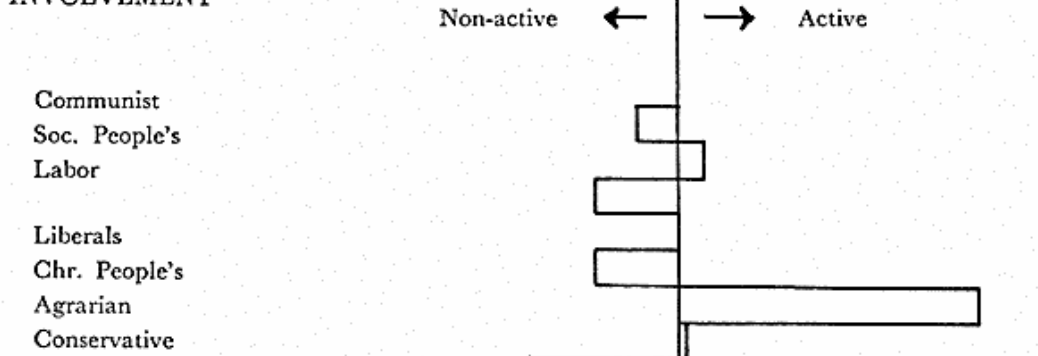 INVOLVEMENT
Non-active Active
Communist
Soc. People's
Labor
Liberals
Chr. People's
Agrarian
Conservative